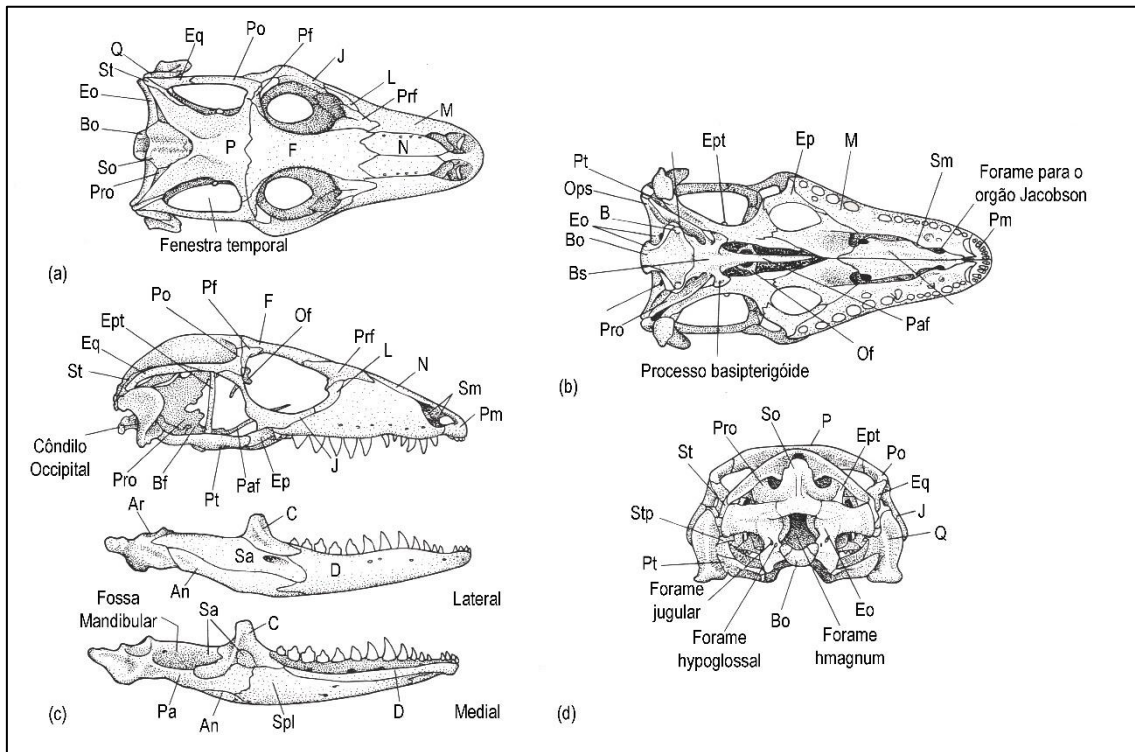 Q
Eq
Po
Pf
J
St
L
Eo
Prf
M
Bo
So
Pro
P
F
N
Fenestra temporal
(a)
Ept
Ep
M
Sm
Forame para o
orgão Jacobson
Pt
Ops
Pm
Eo
B
Bo
Bs
Pro
Paf
Of
Processo basipterigóide
(b)
Po
Pf
F
Of
Ept
Prf
Eq
L
N
St
Sm
Pm
Côndilo
Occipital
Pro
Bf
Pt
Paf
Ep
J
Ar
C
Sa
D
An
Lateral
Fossa
Mandibular
Sa
C
Pa
An
Spl
D
Medial
(c)
So
P
Pro
Ept
St
Po
Eq
Stp
J
Q
Pt
Forame
jugular
Bo
Eo
Forame
hypoglossal
Forame
hmagnum
(d)